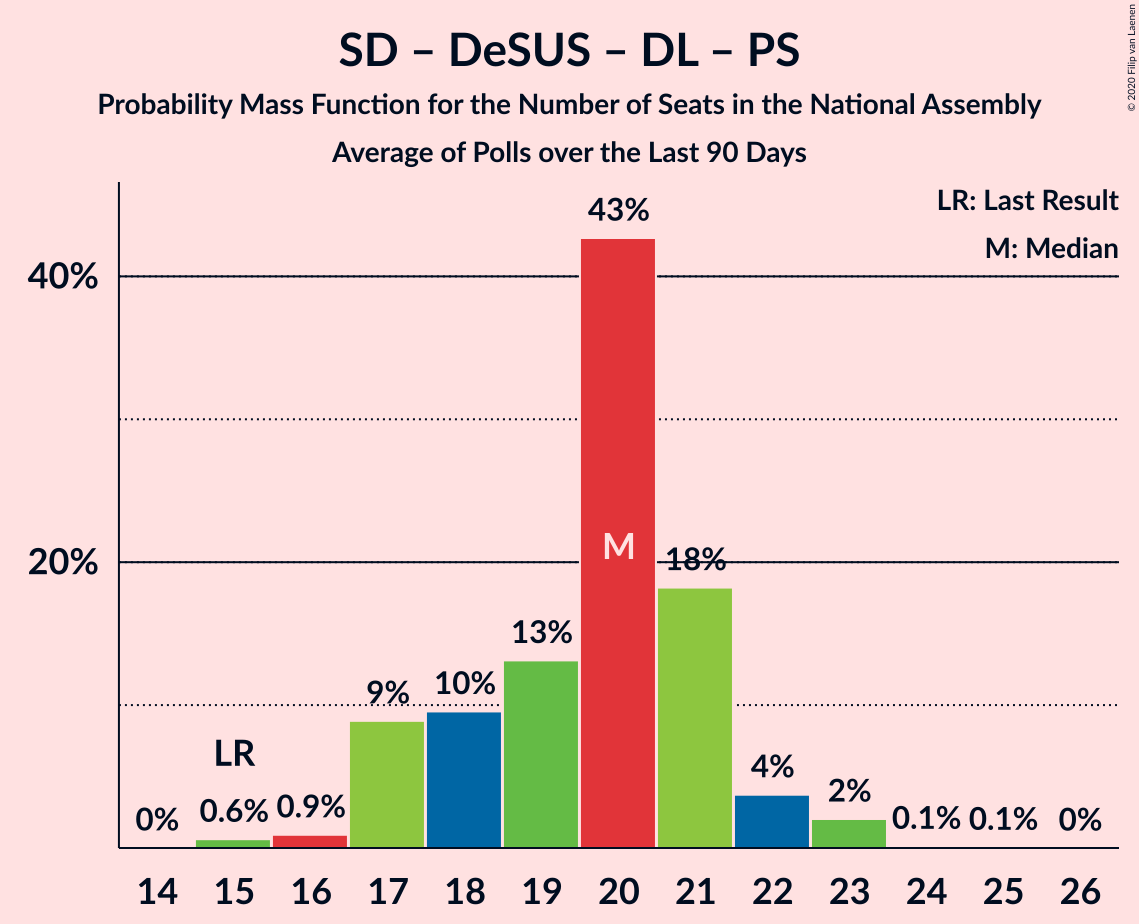 SD – DeSUS – DL – PS
Probability Mass Function for the Number of Seats in the National Assembly
Average of Polls over the Last 90 Days
© 2020 Filip van Laenen
LR: Last Result
M: Median
40%
20%
0%
LR
0.6%
0.9%
9%
10%
13%
43%
M
18%
4%
2%
0.1%
0.1%
0%
14 15 16 17 18 19 20 21 22 23 24 25 26